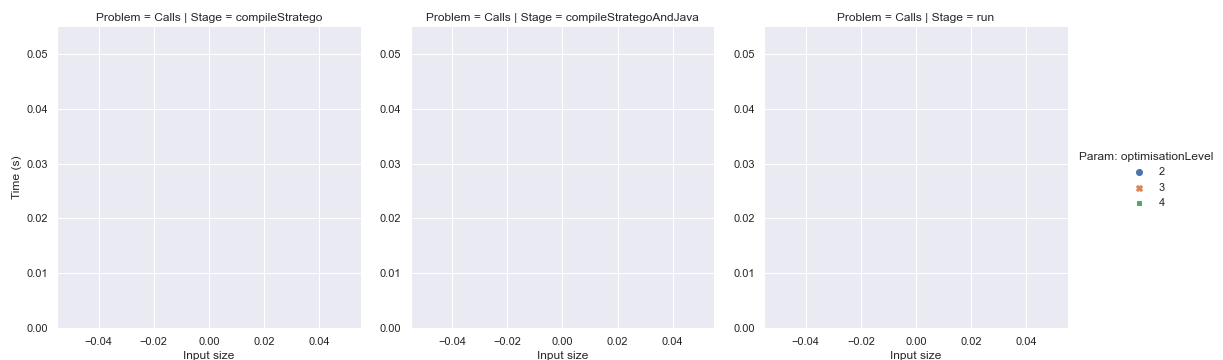 Problem = Calls | Stage = compileStratego
Problem = Calls | Stage = compileStrategoAndJava
Problem = Calls | Stage = run
Time (s)
0.05
0.04
0.03
0.02
0.01
0.00
−0.04 −0.02 0.00 0.02 0.04
Input size
0.05
0.04
0.03
0.02
0.01
0.00
−0.04 −0.02 0.00 0.02 0.04
Input size
0.05
0.04
0.03
0.02
0.01
0.00
−0.04 −0.02 0.00 0.02 0.04
Input size
Param: optimisationLevel
2
3
4